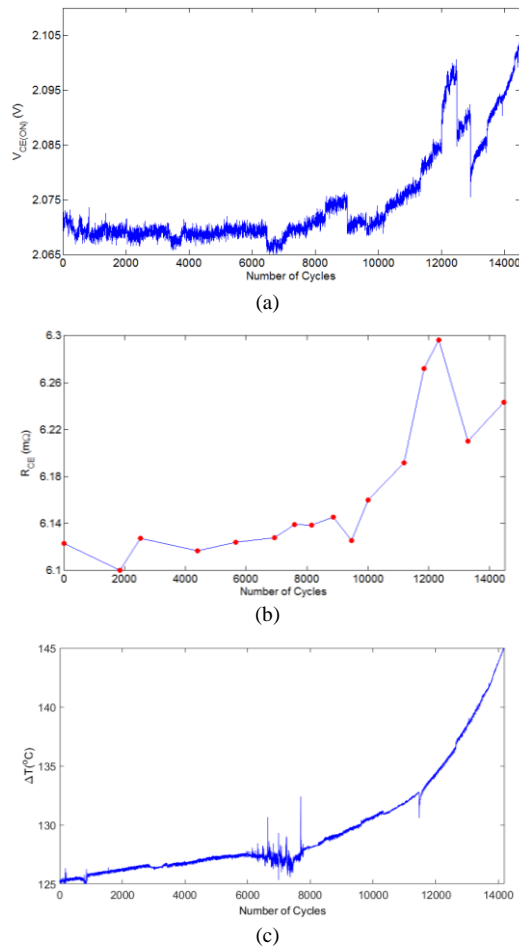 2.110
2.105
2.095
V_CE(ON) (V)
2.085
2.075
2.065
0 2000 4000 6000 8000 10000 12000 14000
Number of Cycles
(a)
6.3
6.26
6.22
R_CE (mΩ)
6.18
6.14
6.1
0 2000 4000 6000 8000 10000 12000 14000
Number of Cycles
(b)
145
140
ΔT(°C)
135
130
125
0 2000 4000 6000 8000 10000 12000 14000
Number of Cycles
(c)